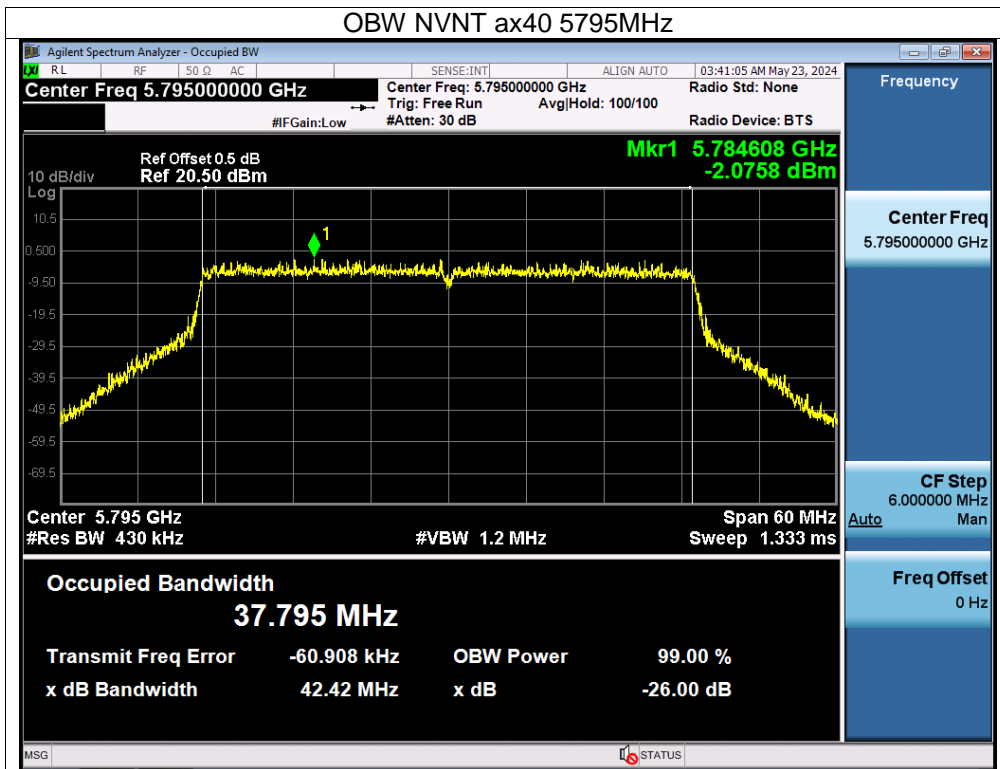 OBW NVNT ax40 5795MHz
Agilent Spectrum Analyzer - Occupied BW
LXI RL RF 50 Ω AC SENSE:INT ALIGN AUTO 03:41:05 AM May 23, 2024
Center Freq 5.795000000 GHz
#IFGain:Low
Center Freq: 5.795000000 GHz
Trig: Free Run Avg|Hold: 100/100
#Atten: 30 dB
Radio Std: None
Radio Device: BTS
Frequency
Mkr1 5.784608 GHz
-2.0758 dBm
Ref Offset 0.5 dB
10 dB/div Ref 20.50 dBm
Log
10.5
0.500
-9.50
-19.5
-29.5
-39.5
-49.5
-59.5
-69.5
1
Center Freq
5.795000000 GHz
Center 5.795 GHz Span 60 MHz
#Res BW 430 kHz #VBW 1.2 MHz Sweep 1.333 ms
CF Step
6.000000 MHz
Auto Man
Occupied Bandwidth
37.795 MHz
Transmit Freq Error -60.908 kHz OBW Power 99.00 %
x dB Bandwidth 42.42 MHz x dB -26.00 dB
Freq Offset
0 Hz
MSG STATUS